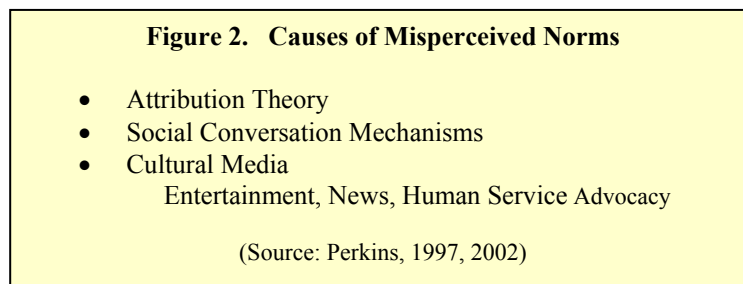 Figure 2. Causes of Misperceived Norms
• Attribution Theory
• Social Conversation Mechanisms
• Cultural Media
Entertainment, News, Human Service Advocacy
(Source: Perkins, 1997, 2002)